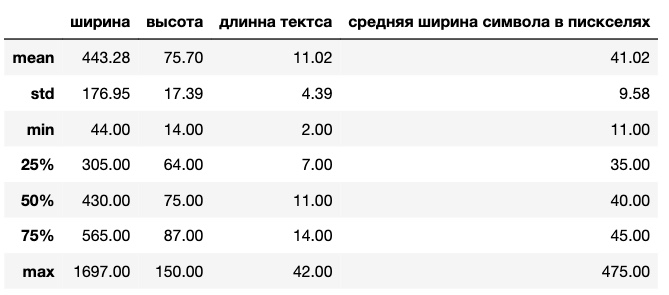 ширина высота длинна тектса средняя ширина символа в пискселях
mean 443.28 75.70 11.02 41.02
std 176.95 17.39 4.39 9.58
min 44.00 14.00 2.00 11.00
25% 305.00 64.00 7.00 35.00
50% 430.00 75.00 11.00 40.00
75% 565.00 87.00 14.00 45.00
max 1697.00 150.00 42.00 475.00